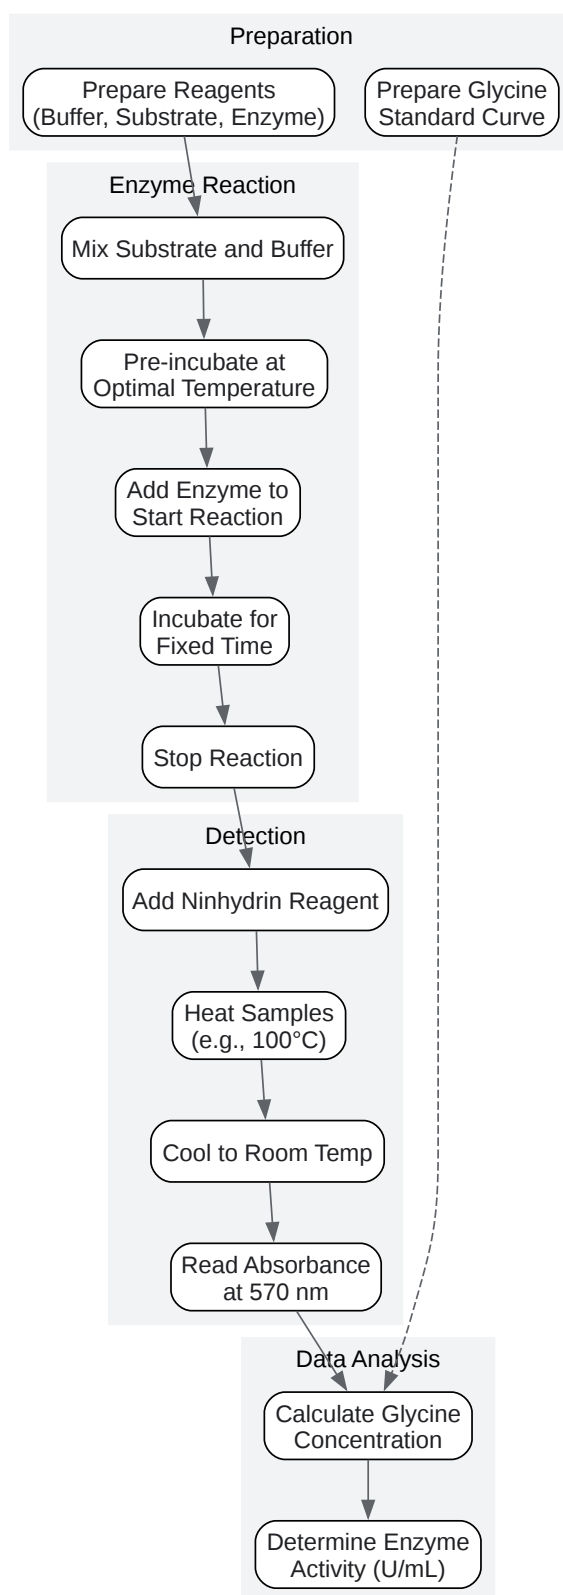 Preparation
Prepare Reagents
(Buffer, Substrate, Enzyme)
Prepare Glycine
Standard Curve
Enzyme Reaction
Mix Substrate and Buffer
Pre-incubate at
Optimal Temperature
Add Enzyme to
Start Reaction
Incubate for
Fixed Time
Stop Reaction
Detection
Add Ninhydrin Reagent
Heat Samples
(e.g., 100°C)
Cool to Room Temp
Read Absorbance
at 570 nm
Data Analysis
Calculate Glycine
Concentration
Determine Enzyme
Activity (U/mL)